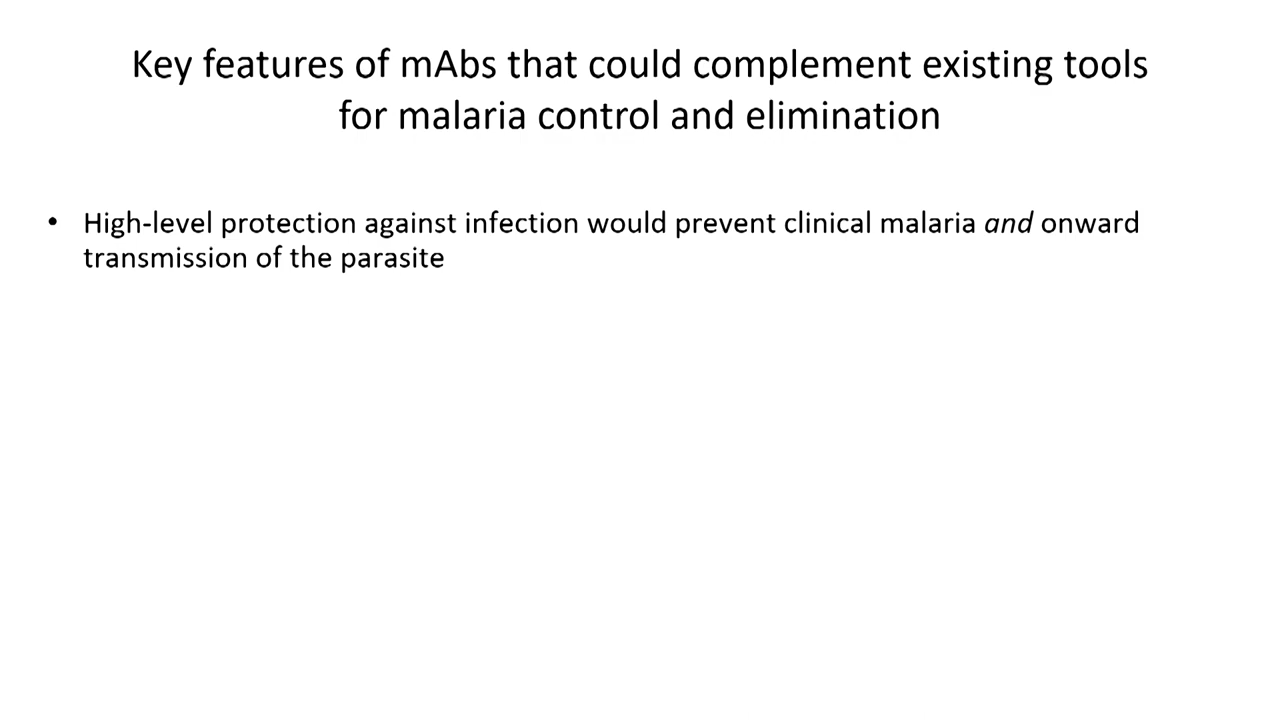 Key features of mAbs that could complement existing tools
for malaria control and elimination
• High-level protection against infection would prevent clinical malaria and onward
transmission of the parasite